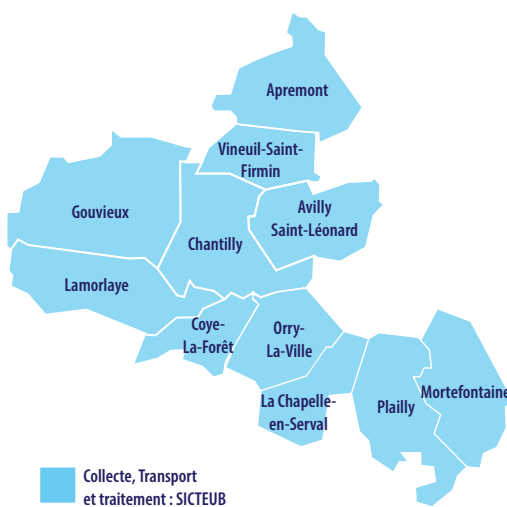 Apremont
Vineuil-Saint-
Firmin
Avilly
Saint-Léonard
Gouvieux
Chantilly
Lamorlaye
Coye-
La-Forêt
Orry-
La-Ville
La Chapelle-
en-Serval
Plailly
Mortefontaine
Collecte, Transport
et traitement : SICTEUB